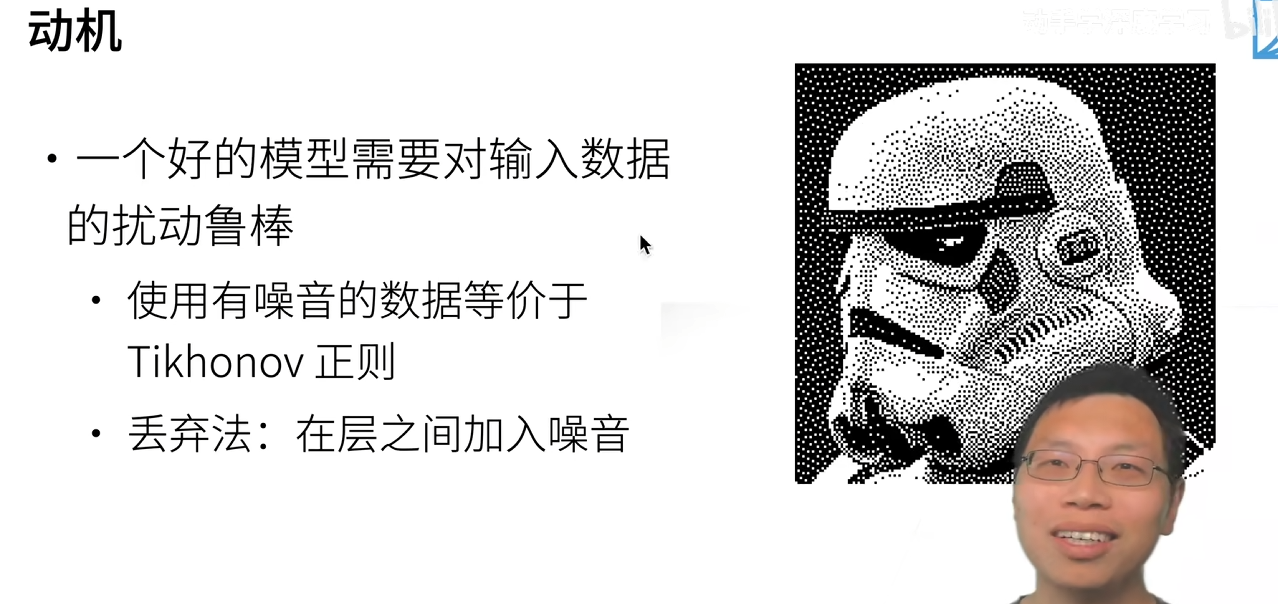 动机
• 一个好的模型需要对输入数据
的扰动鲁棒
• 使用有噪音的数据等价于
Tikhonov 正则
• 丢弃法：在层之间加入噪音